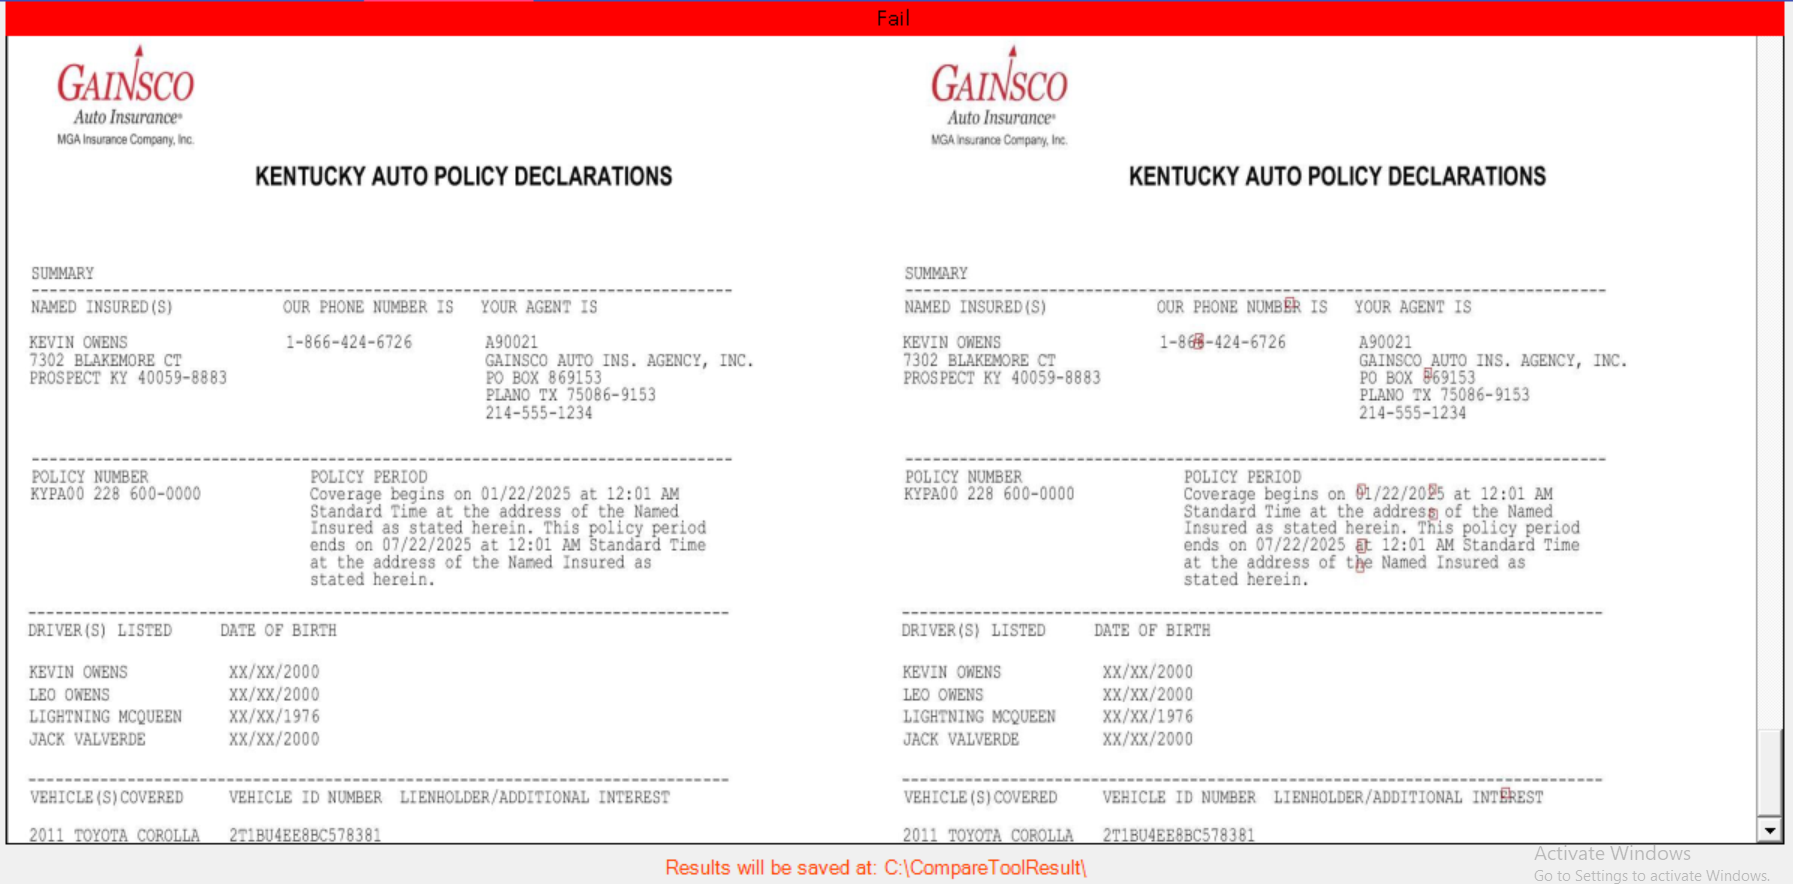 Fail
GAINSCO
Auto Insurance®
MGA Insurance Company, Inc.
KENTUCKY AUTO POLICY DECLARATIONS
SUMMARY
NAMED INSURED(S) OUR PHONE NUMBER IS YOUR AGENT IS
KEVIN OWENS 1-866-424-6726 A90021
7302 BLAKEMORE CT GAINSCO AUTO INS. AGENCY, INC.
PROSPECT KY 40059-8883 PO BOX 869153
PLANO TX 75086-9153
214-555-1234
POLICY NUMBER POLICY PERIOD
KYPA00 228 600-0000 Coverage begins on 01/22/2025 at 12:01 AM
Standard Time at the address of the Named
Insured as stated herein. This policy period
ends on 07/22/2025 at 12:01 AM Standard Time
at the address of the Named Insured as
stated herein.
DRIVER(S) LISTED DATE OF BIRTH
KEVIN OWENS XX/XX/2000
LEO OWENS XX/XX/2000
LIGHTNING MCQUEEN XX/XX/1976
JACK VALVERDE XX/XX/2000
VEHICLE(S)COVERED VEHICLE ID NUMBER LIENHOLDER/ADDITIONAL INTEREST
2011 TOYOTA COROLLA 2T1BU4EE8BC578381
GAINSCO
Auto Insurance®
MGA Insurance Company, Inc.
KENTUCKY AUTO POLICY DECLARATIONS
SUMMARY
NAMED INSURED(S) OUR PHONE NUMBER IS YOUR AGENT IS
KEVIN OWENS 1-866-424-6726 A90021
7302 BLAKEMORE CT GAINSCO AUTO INS. AGENCY, INC.
PROSPECT KY 40059-8883 PO BOX 869153
PLANO TX 75086-9153
214-555-1234
POLICY NUMBER POLICY PERIOD
KYPA00 228 600-0000 Coverage begins on 01/22/2025 at 12:01 AM
Standard Time at the address of the Named
Insured as stated herein. This policy period
ends on 07/22/2025 at 12:01 AM Standard Time
at the address of the Named Insured as
stated herein.
DRIVER(S) LISTED DATE OF BIRTH
KEVIN OWENS XX/XX/2000
LEO OWENS XX/XX/2000
LIGHTNING MCQUEEN XX/XX/1976
JACK VALVERDE XX/XX/2000
VEHICLE(S)COVERED VEHICLE ID NUMBER LIENHOLDER/ADDITIONAL INTEREST
2011 TOYOTA COROLLA 2T1BU4EE8BC578381
Results will be saved at: C:\CompareToolResult\
Activate Windows
Go to Settings to activate Windows.